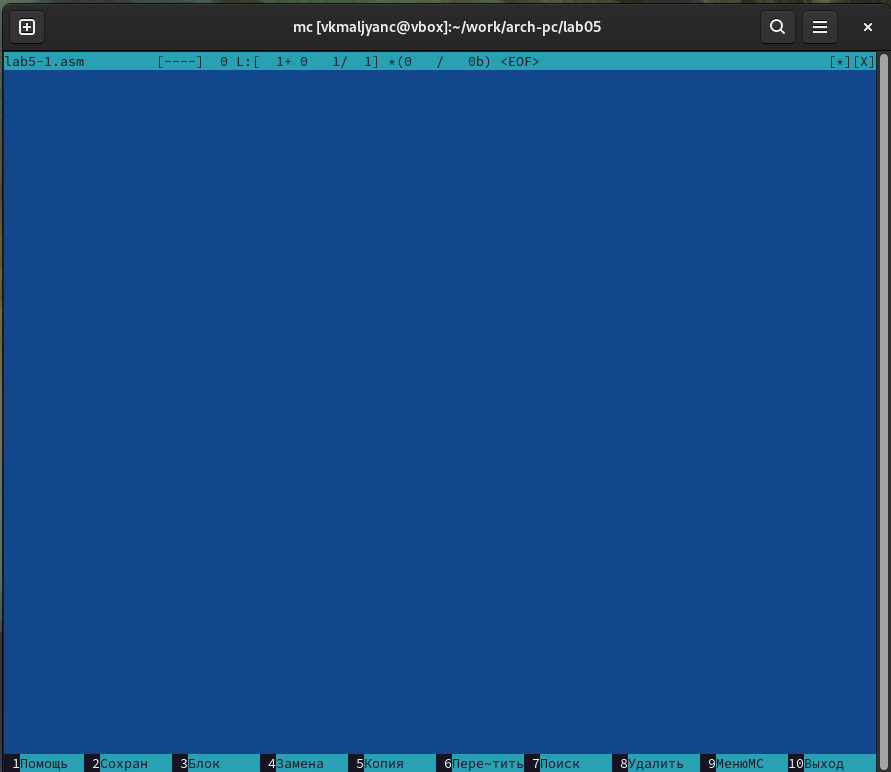 mc [vkmaljyanc@vbox]:~/work/arch-pc/lab05
lab5-1.asm [----] 0 L:[ 1+ 0 1/ 1] *(0 / 0b) <EOF> [*][X]
1Помощь 2Сохран 3Блок 4Замена 5Копия 6Пере~тить 7Поиск 8Удалить 9МенюMC 10Выход